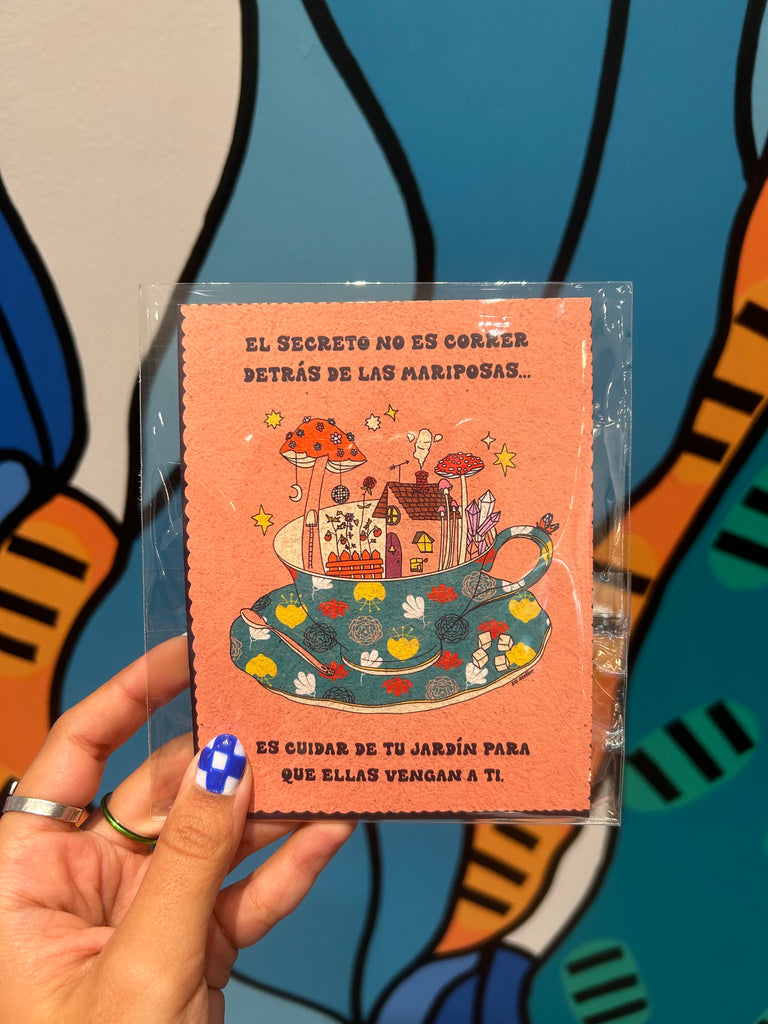 EL SECRETO NO ES CORRER
DETRÁS DE LAS MARIPOSAS...
ES CUIDAR DE TU JARDÍN PARA
QUE ELLAS VENGAN A TI.